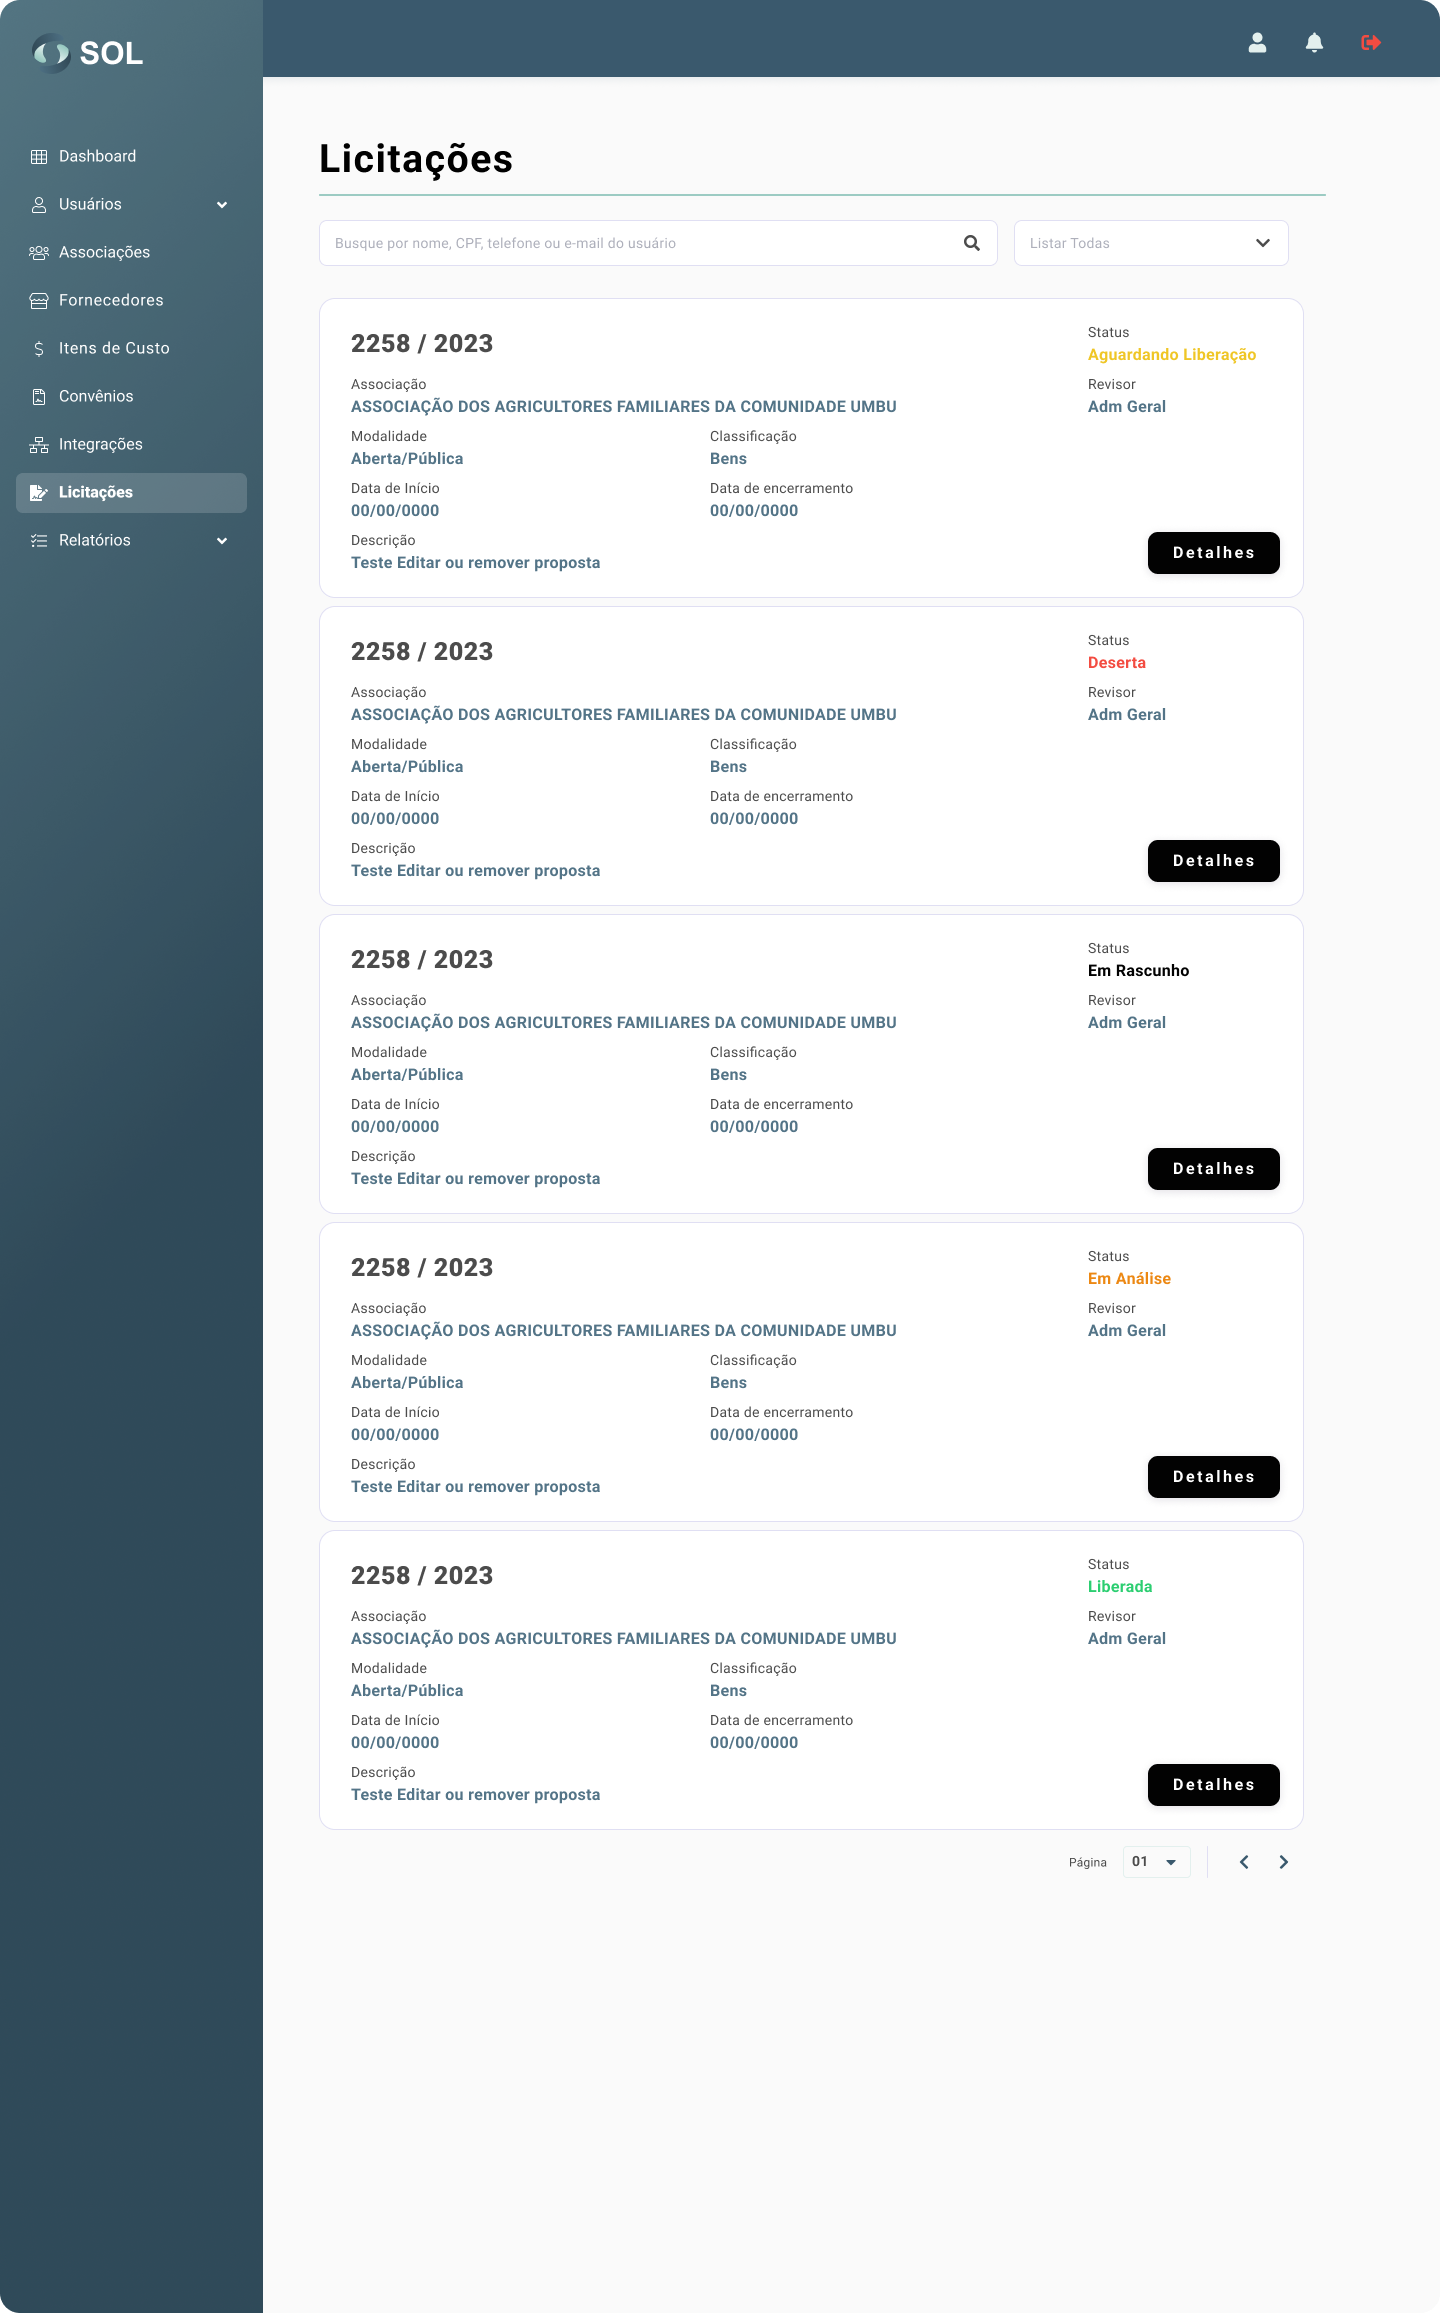 SOL
Dashboard
Usuários
Associações
Fornecedores
Itens de Custo
Convênios
Integrações
Licitações
Relatórios
Licitações
Busque por nome, CPF, telefone ou e-mail do usuário
Listar Todas
2258 / 2023
Status
Aguardando Liberação
Associação
ASSOCIAÇÃO DOS AGRICULTORES FAMILIARES DA COMUNIDADE UMBU
Revisor
Adm Geral
Modalidade
Aberta/Pública
Classificação
Bens
Data de Início
00/00/0000
Data de encerramento
00/00/0000
Descrição
Teste Editar ou remover proposta
Detalhes
2258 / 2023
Status
Deserta
Associação
ASSOCIAÇÃO DOS AGRICULTORES FAMILIARES DA COMUNIDADE UMBU
Revisor
Adm Geral
Modalidade
Aberta/Pública
Classificação
Bens
Data de Início
00/00/0000
Data de encerramento
00/00/0000
Descrição
Teste Editar ou remover proposta
Detalhes
2258 / 2023
Status
Em Rascunho
Associação
ASSOCIAÇÃO DOS AGRICULTORES FAMILIARES DA COMUNIDADE UMBU
Revisor
Adm Geral
Modalidade
Aberta/Pública
Classificação
Bens
Data de Início
00/00/0000
Data de encerramento
00/00/0000
Descrição
Teste Editar ou remover proposta
Detalhes
2258 / 2023
Status
Em Análise
Associação
ASSOCIAÇÃO DOS AGRICULTORES FAMILIARES DA COMUNIDADE UMBU
Revisor
Adm Geral
Modalidade
Aberta/Pública
Classificação
Bens
Data de Início
00/00/0000
Data de encerramento
00/00/0000
Descrição
Teste Editar ou remover proposta
Detalhes
2258 / 2023
Status
Liberada
Associação
ASSOCIAÇÃO DOS AGRICULTORES FAMILIARES DA COMUNIDADE UMBU
Revisor
Adm Geral
Modalidade
Aberta/Pública
Classificação
Bens
Data de Início
00/00/0000
Data de encerramento
00/00/0000
Descrição
Teste Editar ou remover proposta
Detalhes
Página
01